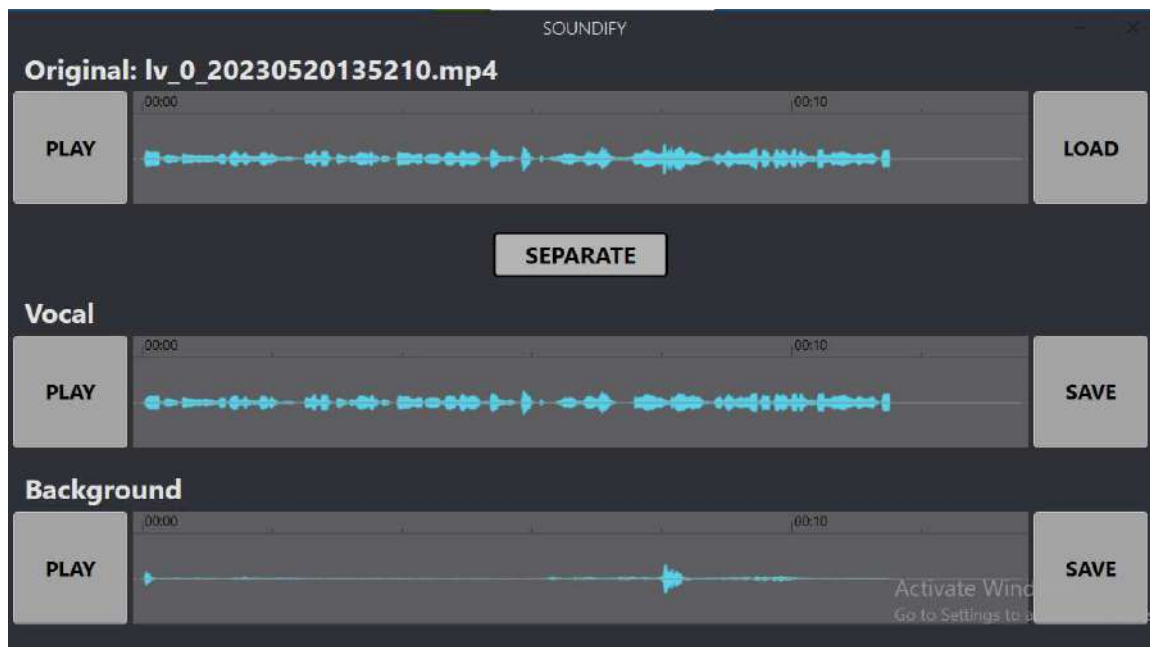 SOUNDIFY
Original: lv_0_20230520135210.mp4
PLAY
00:00
00:10
LOAD
SEPARATE
Vocal
PLAY
00:00
00:10
SAVE
Background
PLAY
00:00
00:10
SAVE
Activate Wind
Go to Settings to a